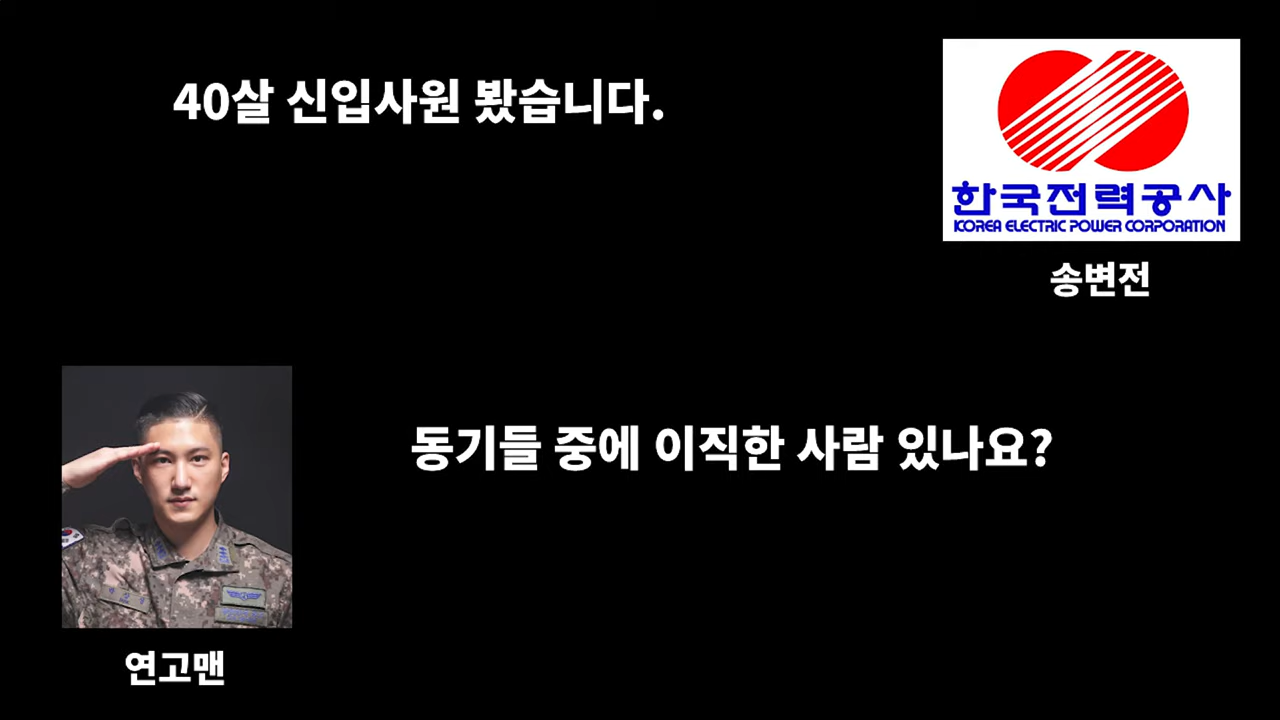 40살 신입사원 봤습니다.
한국전력공사
KOREA ELECTRIC POWER CORPORATION
송변전
동기들 중에 이직한 사람 있나요?
연고맨